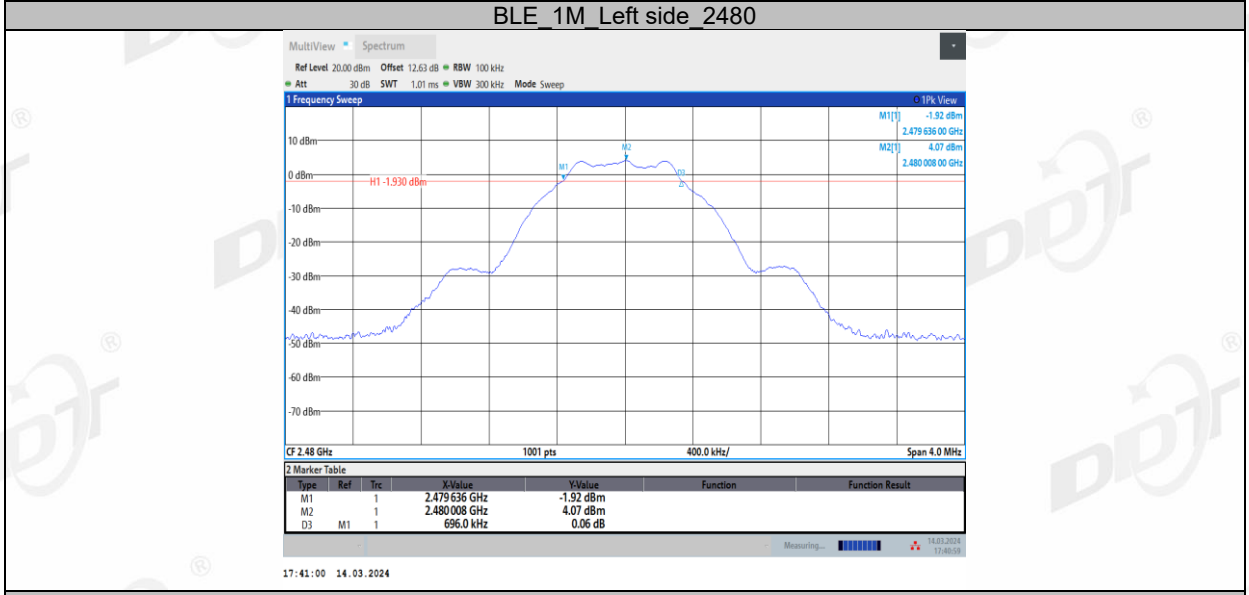 BLE_1M_Left side_2480
MultiView Spectrum
Ref Level 20.00 dBm Offset 12.63 dB RBW 100 kHz
Att 30 dB SWT 1.01 ms VBW 300 kHz Mode Sweep
1 Frequency Sweep 1Pk View
M1[1] -1.92 dBm
2.479 636 00 GHz
10 dBm M2 M2[1] 4.07 dBm
M1 2.480 008 00 GHz
0 dBm D3
H1 -1.930 dBm
-10 dBm
-20 dBm
-30 dBm
-40 dBm
-50 dBm
-60 dBm
-70 dBm
CF 2.48 GHz 1001 pts 400.0 kHz/ Span 4.0 MHz
2 Marker Table
Type Ref Trc X-Value Y-Value Function Function Result
M1 1 2.479 636 GHz -1.92 dBm
M2 1 2.480 008 GHz 4.07 dBm
D3 M1 1 696.0 kHz 0.06 dB
Measuring... 14.03.2024
17:40:59
17:41:00 14.03.2024
DDT
®